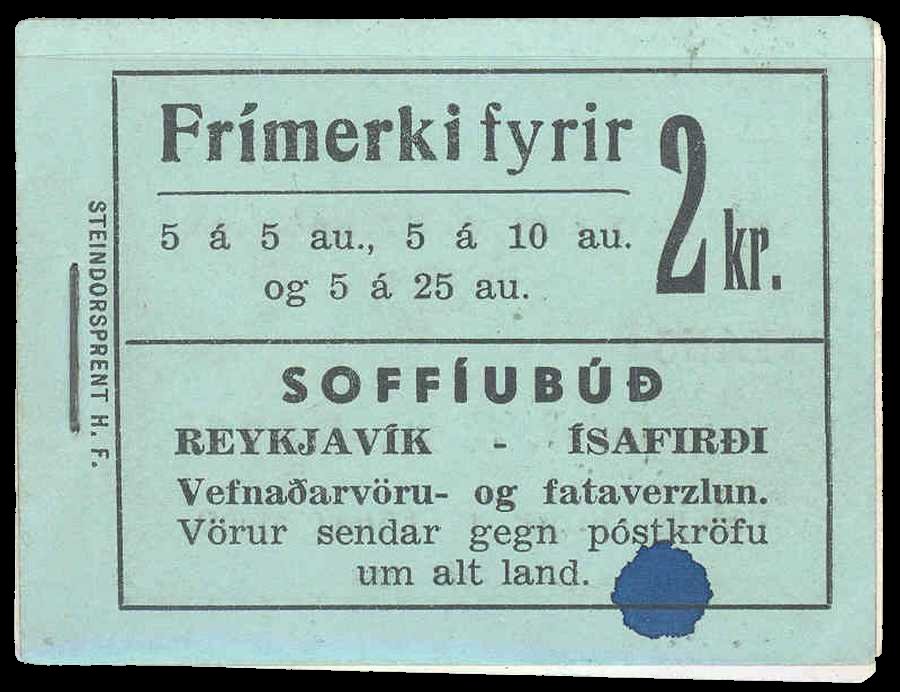 Frímerki fyrir 2 kr.
5 á 5 au., 5 á 10 au.
og 5 á 25 au.
SOFFÍUBÚÐ
REYKJAVÍK - ÍSAFIRÐI
Vefnaðarvöru- og fataverzlun.
Vörur sendar gegn póstkröfu
um alt land.
STEINDORSPRENT H. F.